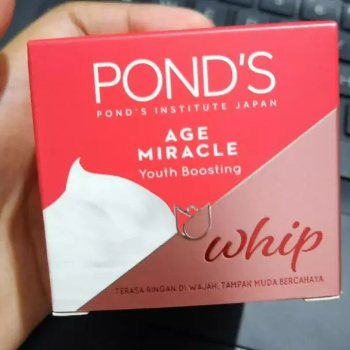 POND'S
POND'S INSTITUTE JAPAN
AGE
MIRACLE
Youth Boosting
whip
TERASA RINGAN DI WAJAH, TAMPAK MUDA BERCAHAYA